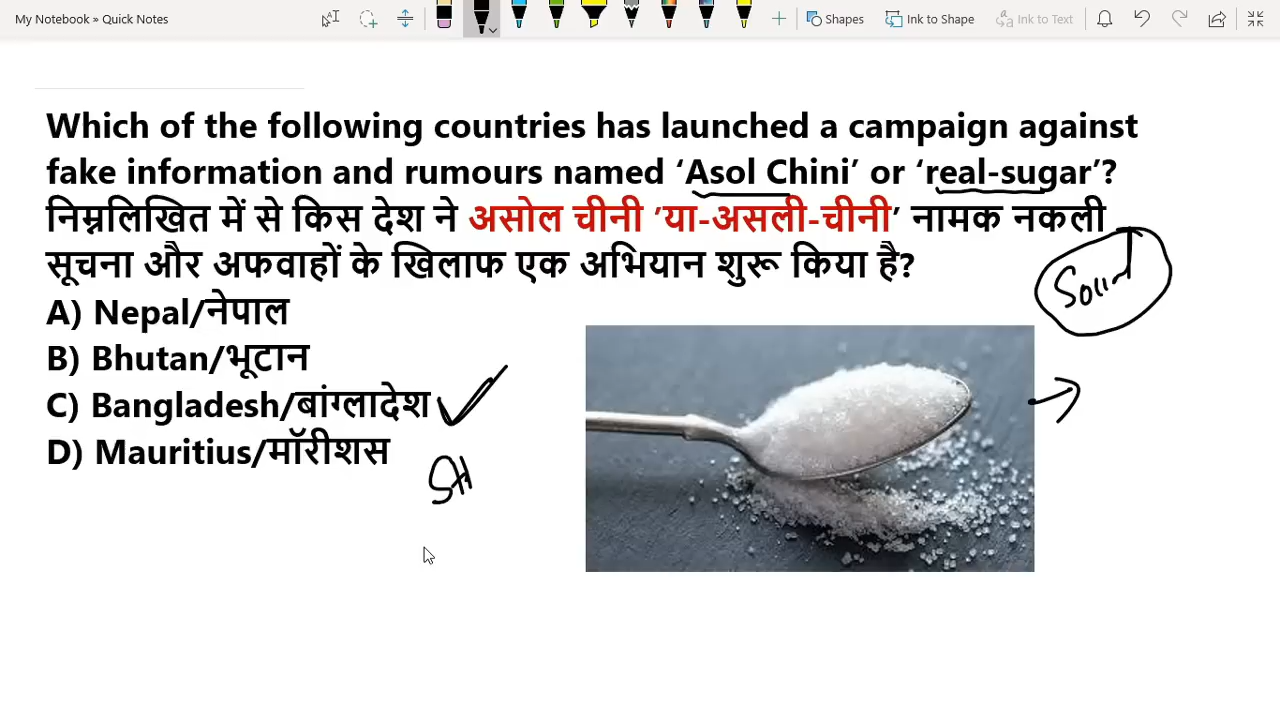 My Notebook » Quick Notes
Shapes
Ink to Shape
Ink to Text
Which of the following countries has launched a campaign against
fake information and rumours named ‘Asol Chini’ or ‘real-sugar’?
निम्नलिखित में से किस देश ने असोल चीनी ’या-असली-चीनी’ नामक नकली
सूचना और अफवाहों के खिलाफ एक अभियान शुरू किया है?
A) Nepal/नेपाल
B) Bhutan/भूटान
C) Bangladesh/बांग्लादेश
D) Mauritius/मॉरीशस